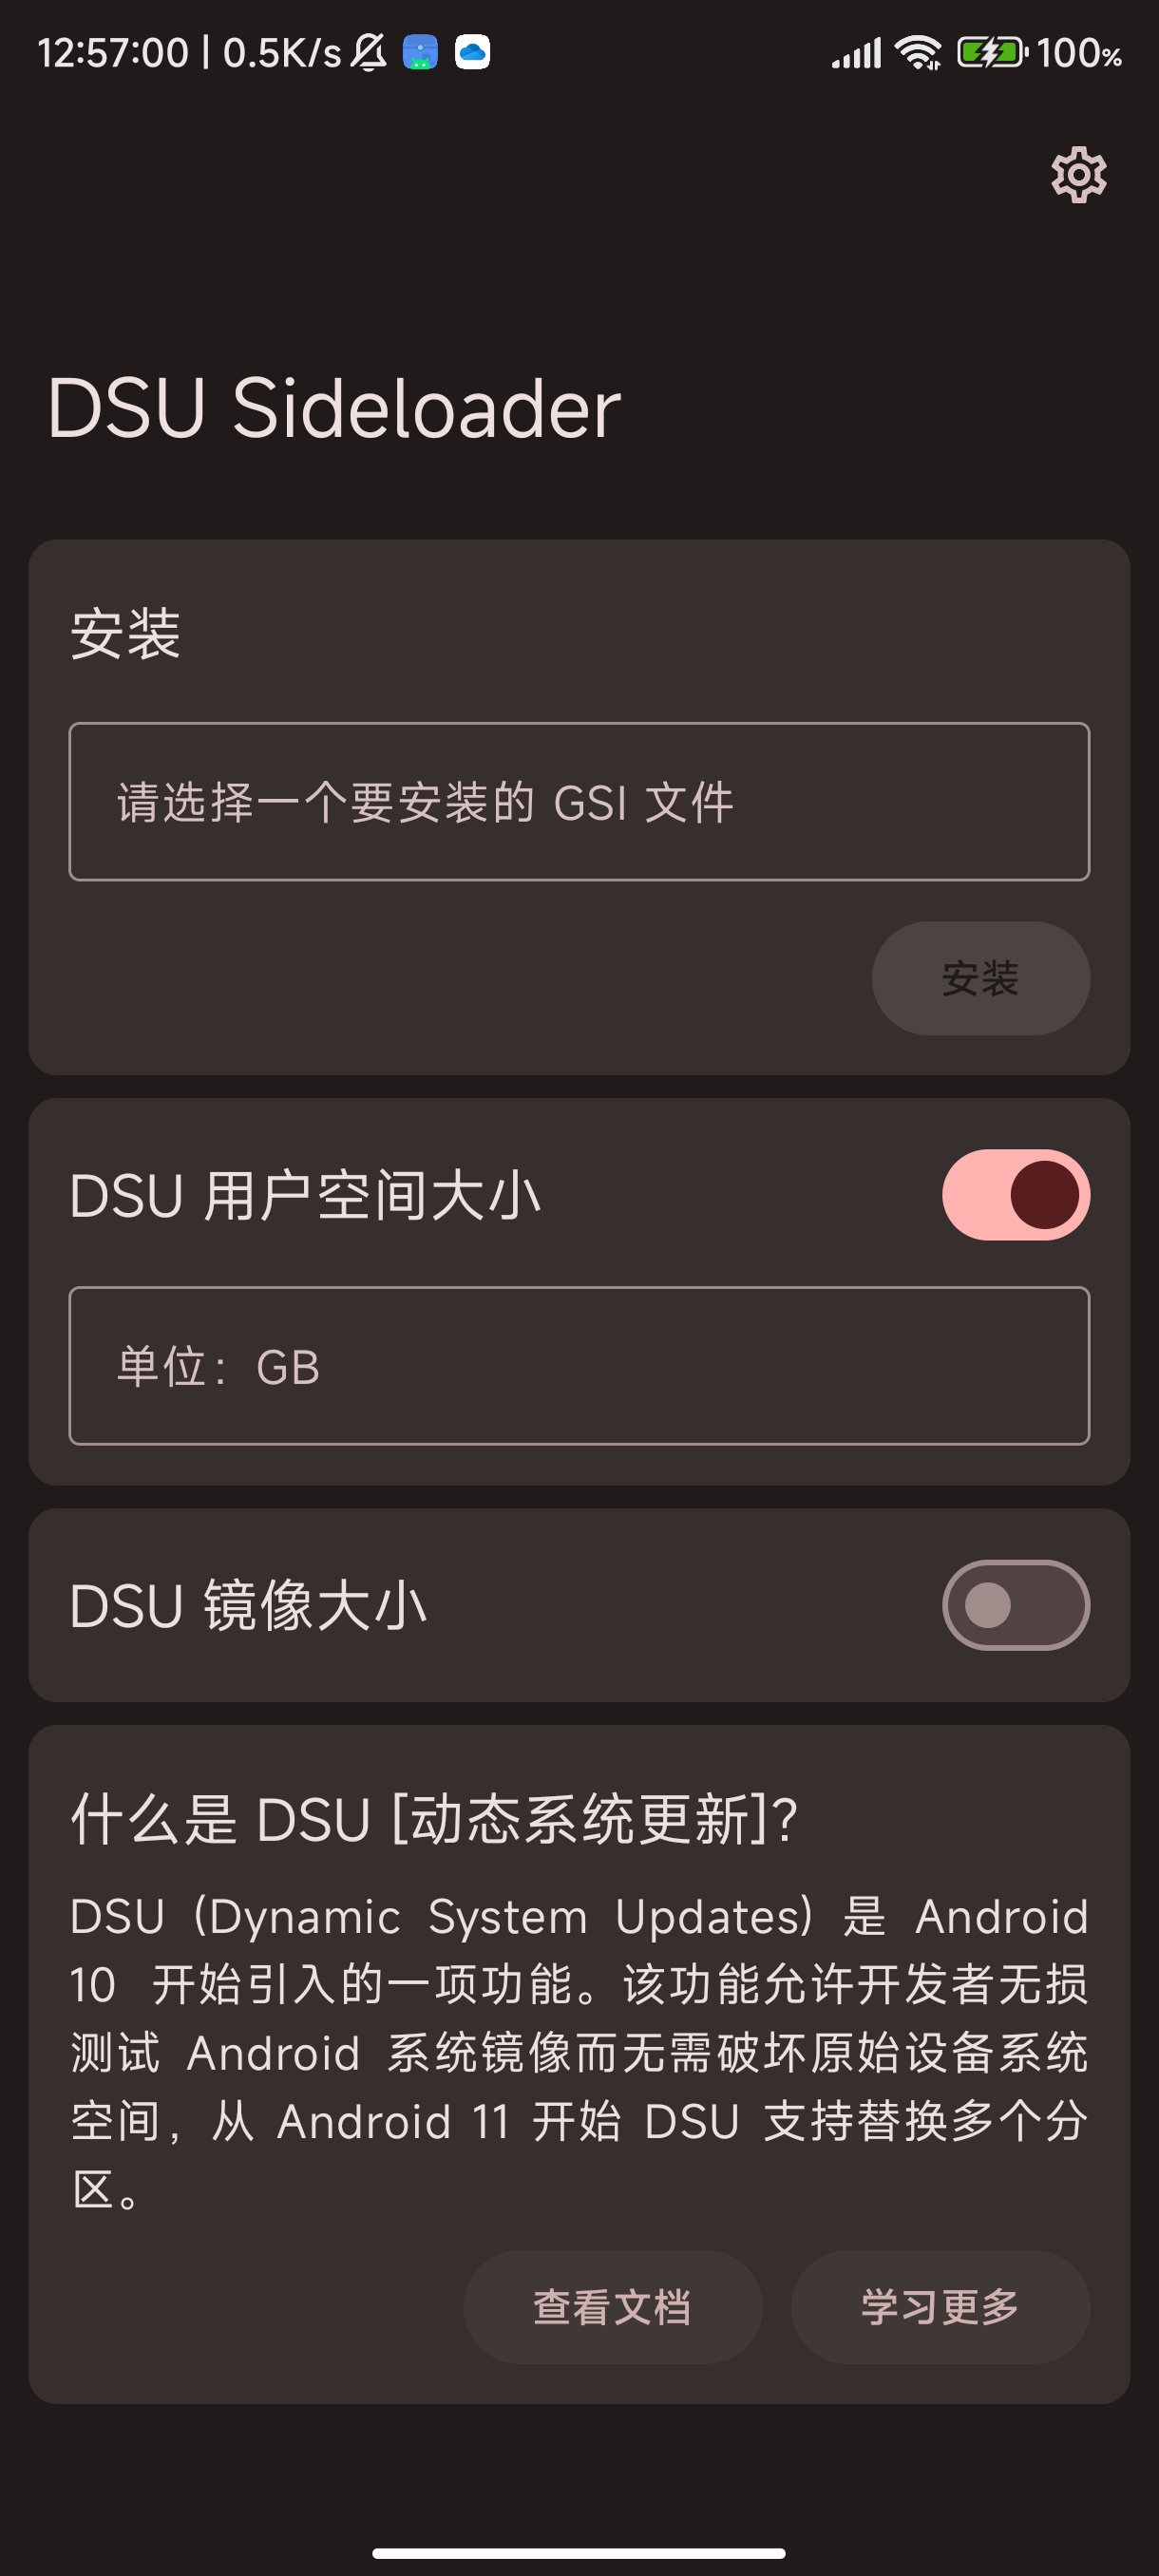 12:57:00 | 0.5K/s 100%
DSU Sideloader
安装
请选择一个要安装的 GSI 文件
安装
DSU 用户空间大小
单位：GB
DSU 镜像大小
什么是 DSU [动态系统更新]？
DSU (Dynamic System Updates) 是 Android
10 开始引入的一项功能。该功能允许开发者无损
测试 Android 系统镜像而无需破坏原始设备系统
空间，从 Android 11 开始 DSU 支持替换多个分
区。
查看文档 学习更多